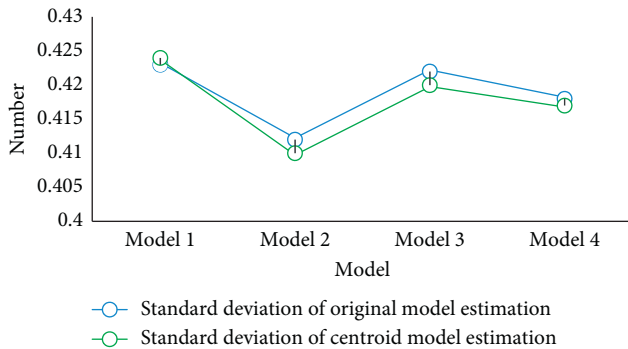 0.43
0.425
0.42
0.415
0.41
0.405
0.4
Number
Model 1
Model 2
Model 3
Model 4
Model
Standard deviation of original model estimation
Standard deviation of centroid model estimation